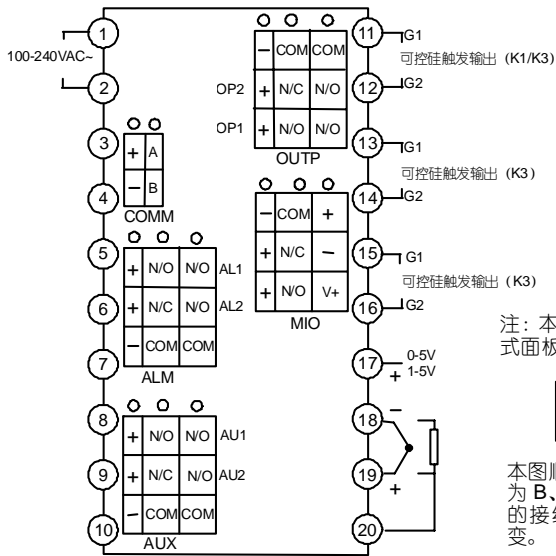 1
100-240VAC~
2
3
4
5
6
7
8
9
10
11
12
13
14
15
16
17
18
19
20
− COM COM
OP2 + N/C N/O
OP1 + N/O N/O
OUTP
+ A
− B
COMM
+ N/O N/O AL1
+ N/C N/O AL2
− COM COM
ALM
− COM +
+ N/C −
+ N/O V+
MIO
+ N/O N/O AU1
+ N/C N/O AU2
− COM COM
AUX
G1
可控硅触发输出 (K1/K3)
G2
G1
可控硅触发输出 (K3)
G2
G1
可控硅触发输出 (K3)
G2
0-5V
+ 1-5V
−
+
注: 本
式面板
本图
为 B、
的接
变。